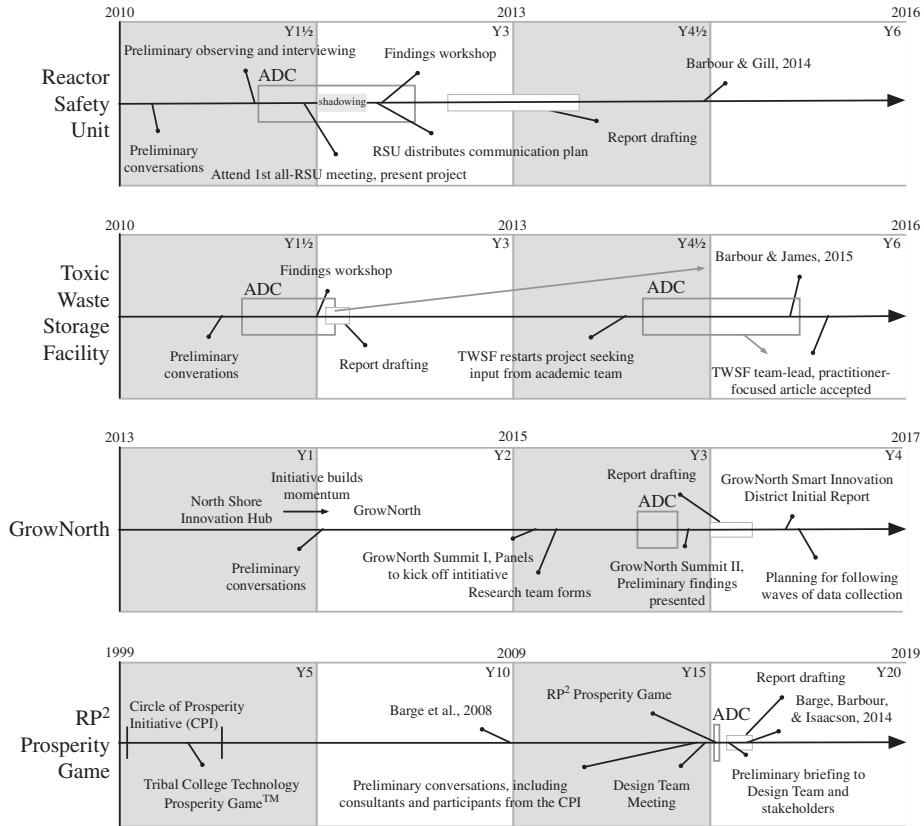 2010
2013
2016
Y1½
Y3
Y4½
Y6
Reactor
Safety
Unit
Preliminary observing and interviewing
ADC
Findings workshop
Barbour & Gill, 2014
shadowing
Preliminary
conversations
Attend 1st all-RSU meeting, present project
RSU distributes communication plan
Report drafting
2010
2013
2016
Y1½
Y3
Y4½
Y6
Toxic
Waste
Storage
Facility
ADC
Findings workshop
ADC
Barbour & James, 2015
Preliminary
converations
Report drafting
TWSF restarts project seeking
input from academic team
TWSF team-lead, practitioner-
focused article accepted
2013
2015
2017
Y1
Y2
Y3
Y4
GrowNorth
North Shore
Innovation Hub
Initiative builds
momentum
GrowNorth
Report drafting
ADC
GrowNorth Smart Innovation
District Initial Report
Preliminary
conversations
GrowNorth Summit I, Panels
to kick off intitiative
Research team forms
GrowNorth Summit II,
Preliminary findings
presented
Planning for following
waves of data collection
1999
2009
2019
Y5
Y10
Y15
Y20
RP²
Prosperity
Game
Circle of Prosperity
Initiative (CPI)
Barge et al., 2008
RP² Prosperity Game
ADC
Report drafting
Barge, Barbour,
& Isaacson, 2014
Tribal College Technology
Prosperity Game™
Preliminary conversations, including
consultants and participants from the CPI
Design Team
Meeting
Preliminary briefing to
Design Team and
stakeholders